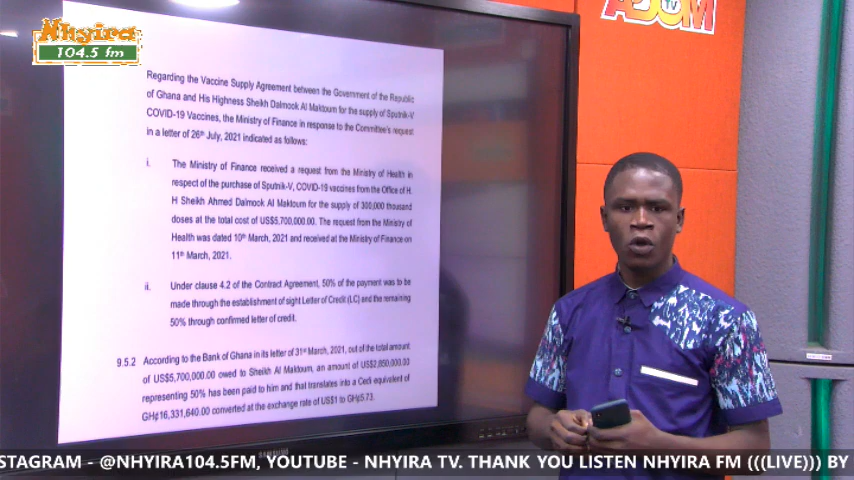 Nhyira
104.5 fm
ADOM
TV
Regarding the Vaccine Supply Agreement between the Government of the Republic
of Ghana and His Highness Sheikh Dalmook Al Maktoum for the supply of Sputnik-V
COVID-19 Vaccines, the Ministry of Finance in response to the Committee's request
in a letter of 26th July, 2021 indicated as follows:
i. The Ministry of Finance received a request from the Ministry of Health in
respect of the purchase of Sputnik-V, COVID-19 vaccines from the Office of H.
H Sheikh Ahmed Dalmook Al Maktoum for the supply of 300,000 thousand
doses at the total cost of US$5,700,000.00. The request from the Ministry of
Health was dated 10th March, 2021 and received at the Ministry of Finance on
11th March, 2021.
ii. Under clause 4.2 of the Contract Agreement, 50% of the payment was to be
made through the establishment of sight Letter of Credit (LC) and the remaining
50% through confirmed letter of credit.
9.5.2 According to the Bank of Ghana in its letter of 31st March, 2021, out of the total amount
of US$5,700,000.00 owed to Sheikh Al Maktoum, an amount of US$2,850,000.00
representing 50% has been paid to him and that translates into a Cedi equivalent of
GH¢16,331,640.00 converted at the exchange rate of US$1 to GH¢5.73.
SAMSUNG
STAGRAM - @NHYIRA104.5FM, YOUTUBE - NHYIRA TV. THANK YOU LISTEN NHYIRA FM (((LIVE))) BY